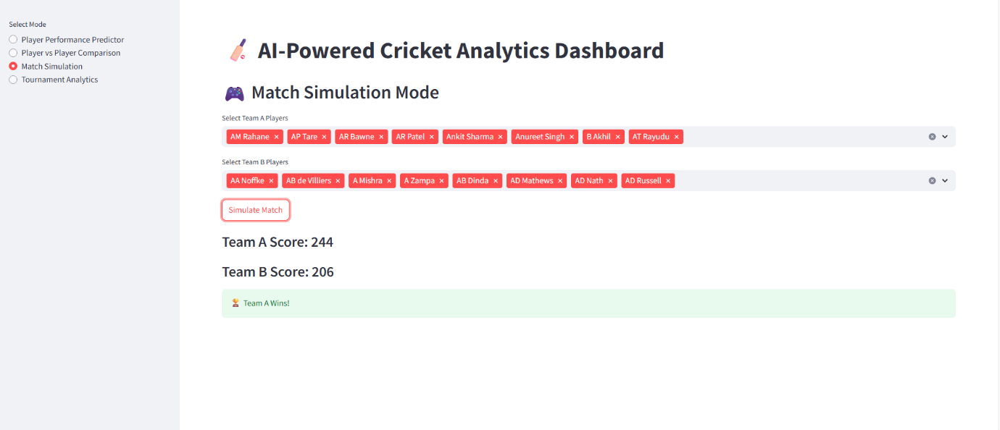 Select Mode
Player Performance Predictor
Player vs Player Comparison
Match Simulation
Tournament Analytics
AI-Powered Cricket Analytics Dashboard
Match Simulation Mode
Select Team A Players
AM Rahane × AP Tare × AR Bawne × AR Patel × Ankit Sharma × Anureet Singh × B Akhil × AT Rayudu ×
Select Team B Players
AA Noffke × AB de Villiers × A Mishra × A Zampa × AB Dinda × AD Mathews × AD Nath × AD Russell ×
Simulate Match
Team A Score: 244
Team B Score: 206
Team A Wins!